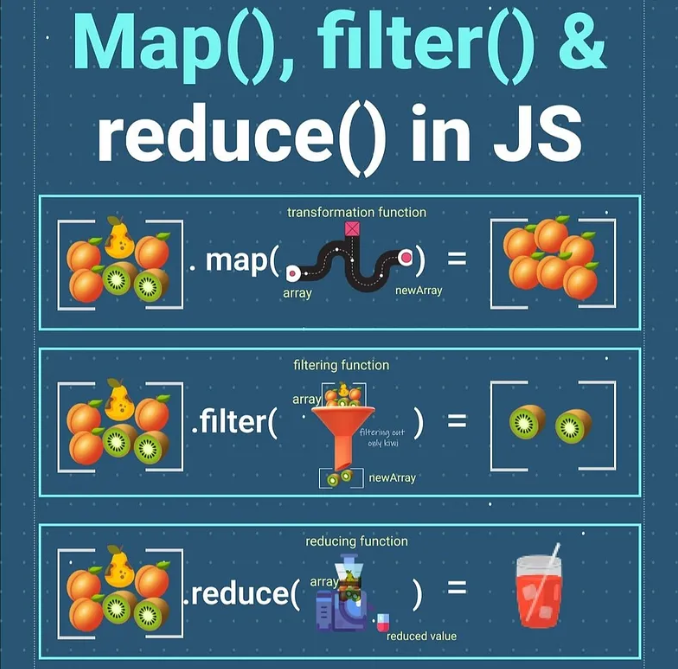 Map(), filter() &
reduce() in JS
transformation function
. map( ) =
array
newArray
filtering function
array
.filter( ) =
filtering out
only kiwi
newArray
reducing function
array
.reduce( ) =
reduced value